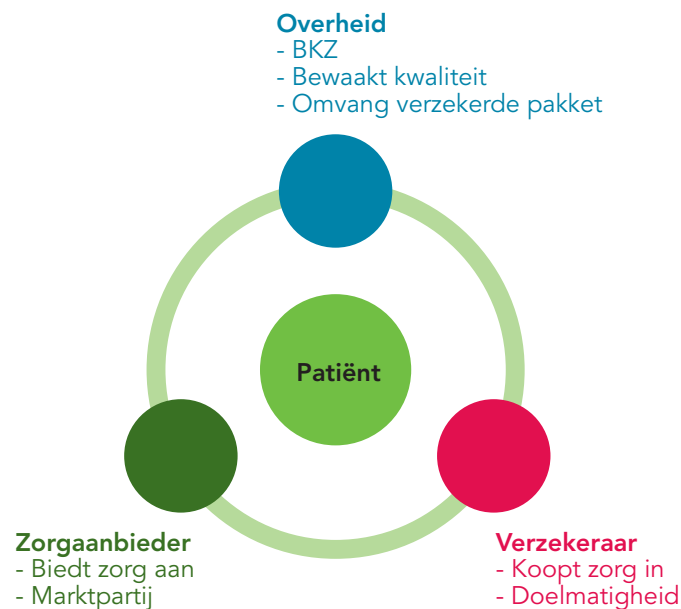 Overheid
- BKZ
- Bewaakt kwaliteit
- Omvang verzekerde pakket
Patiënt
Zorgaanbieder
- Biedt zorg aan
- Marktpartij
Verzekeraar
- Koopt zorg in
- Doelmatigheid